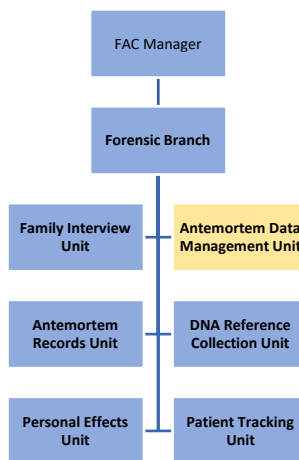 FAC Manager
Forensic Branch
Family Interview
Unit
Antemortem Data
Management Unit
Antemortem
Records Unit
DNA Reference
Collection Unit
Personal Effects
Unit
Patient Tracking
Unit